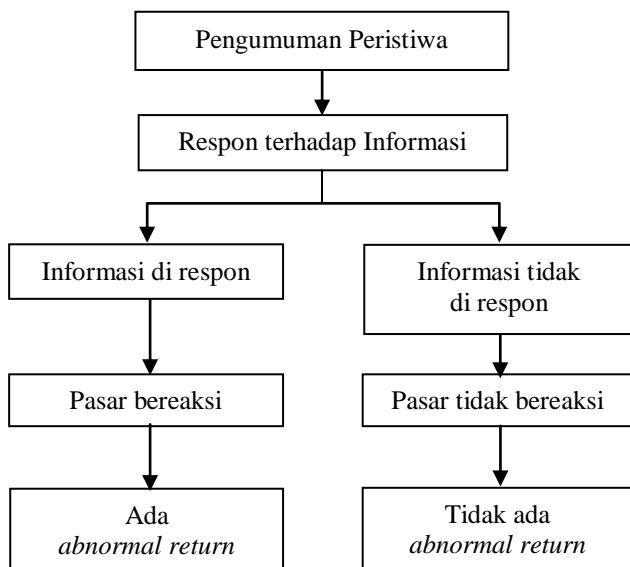 Pengumuman Peristiwa
Respon terhadap Informasi
Informasi di respon
Informasi tidak
di respon
Pasar bereaksi
Pasar tidak bereaksi
Ada
abnormal return
Tidak ada
abnormal return